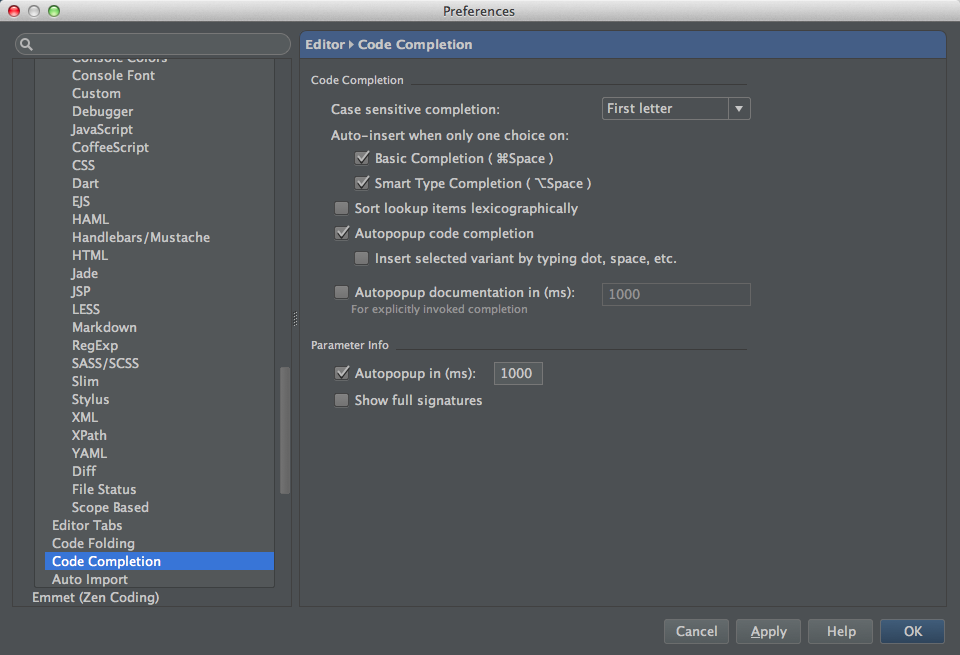 Preferences
Console Colors
Console Font
Custom
Debugger
JavaScript
CoffeeScript
CSS
Dart
EJS
HAML
Handlebars/Mustache
HTML
Jade
JSP
LESS
Markdown
RegExp
SASS/SCSS
Slim
Stylus
XML
XPath
YAML
Diff
File Status
Scope Based
Editor Tabs
Code Folding
Code Completion
Auto Import
Emmet (Zen Coding)
Editor ▸ Code Completion
Code Completion
Case sensitive completion: First letter
Auto-insert when only one choice on:
Basic Completion ( ⌘Space )
Smart Type Completion ( ⌥Space )
Sort lookup items lexicographically
Autopopup code completion
Insert selected variant by typing dot, space, etc.
Autopopup documentation in (ms): 1000
For explicitly invoked completion
Parameter Info
Autopopup in (ms): 1000
Show full signatures
Cancel Apply Help OK